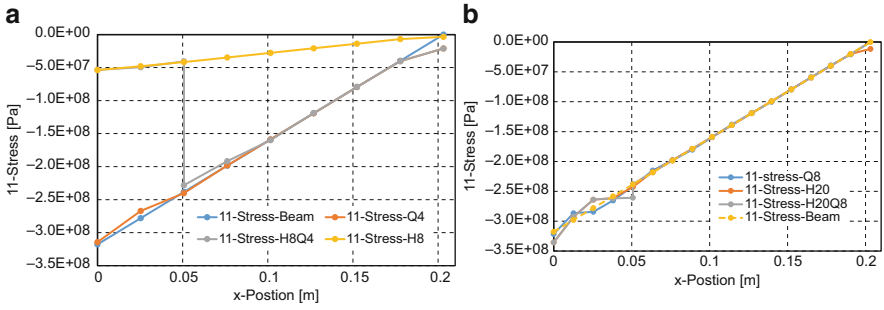 a
0.0E+00
−5.0E+07
−1.0E+08
−1.5E+08
−2.0E+08
−2.5E+08
−3.0E+08
−3.5E+08
11-Stress [Pa]
11-Stress-Beam
11-Stress-Q4
11-Stress-H8Q4
11-Stress-H8
0
0.05
0.1
0.15
0.2
x-Postion [m]
b
0.0E+00
−5.0E+07
−1.0E+08
−1.5E+08
−2.0E+08
−2.5E+08
−3.0E+08
−3.5E+08
11-Stress [Pa]
11-stress-Q8
11-Stress-H20
11-Stress-H20Q8
11-Stress-Beam
0
0.05
0.1
0.15
0.2
x-Postion [m]